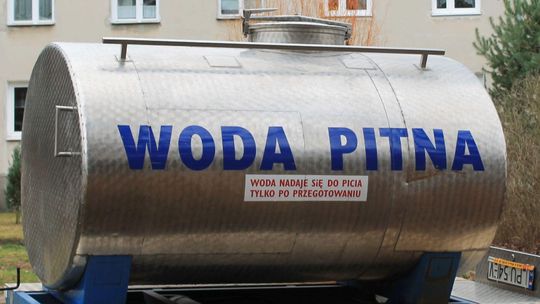 WODA PITNA
WODA NADAJE SIĘ DO PICIA
TYLKO PO PRZEGOTOWANIU